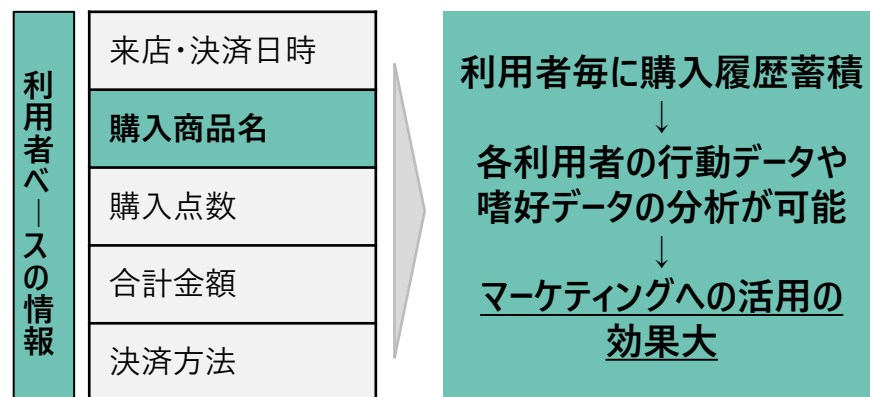 利用者ベースの情報
来店・決済日時
購入商品名
購入点数
合計金額
決済方法
利用者毎に購入履歴蓄積
↓
各利用者の行動データや
嗜好データの分析が可能
↓
マーケティングへの活用の
効果大